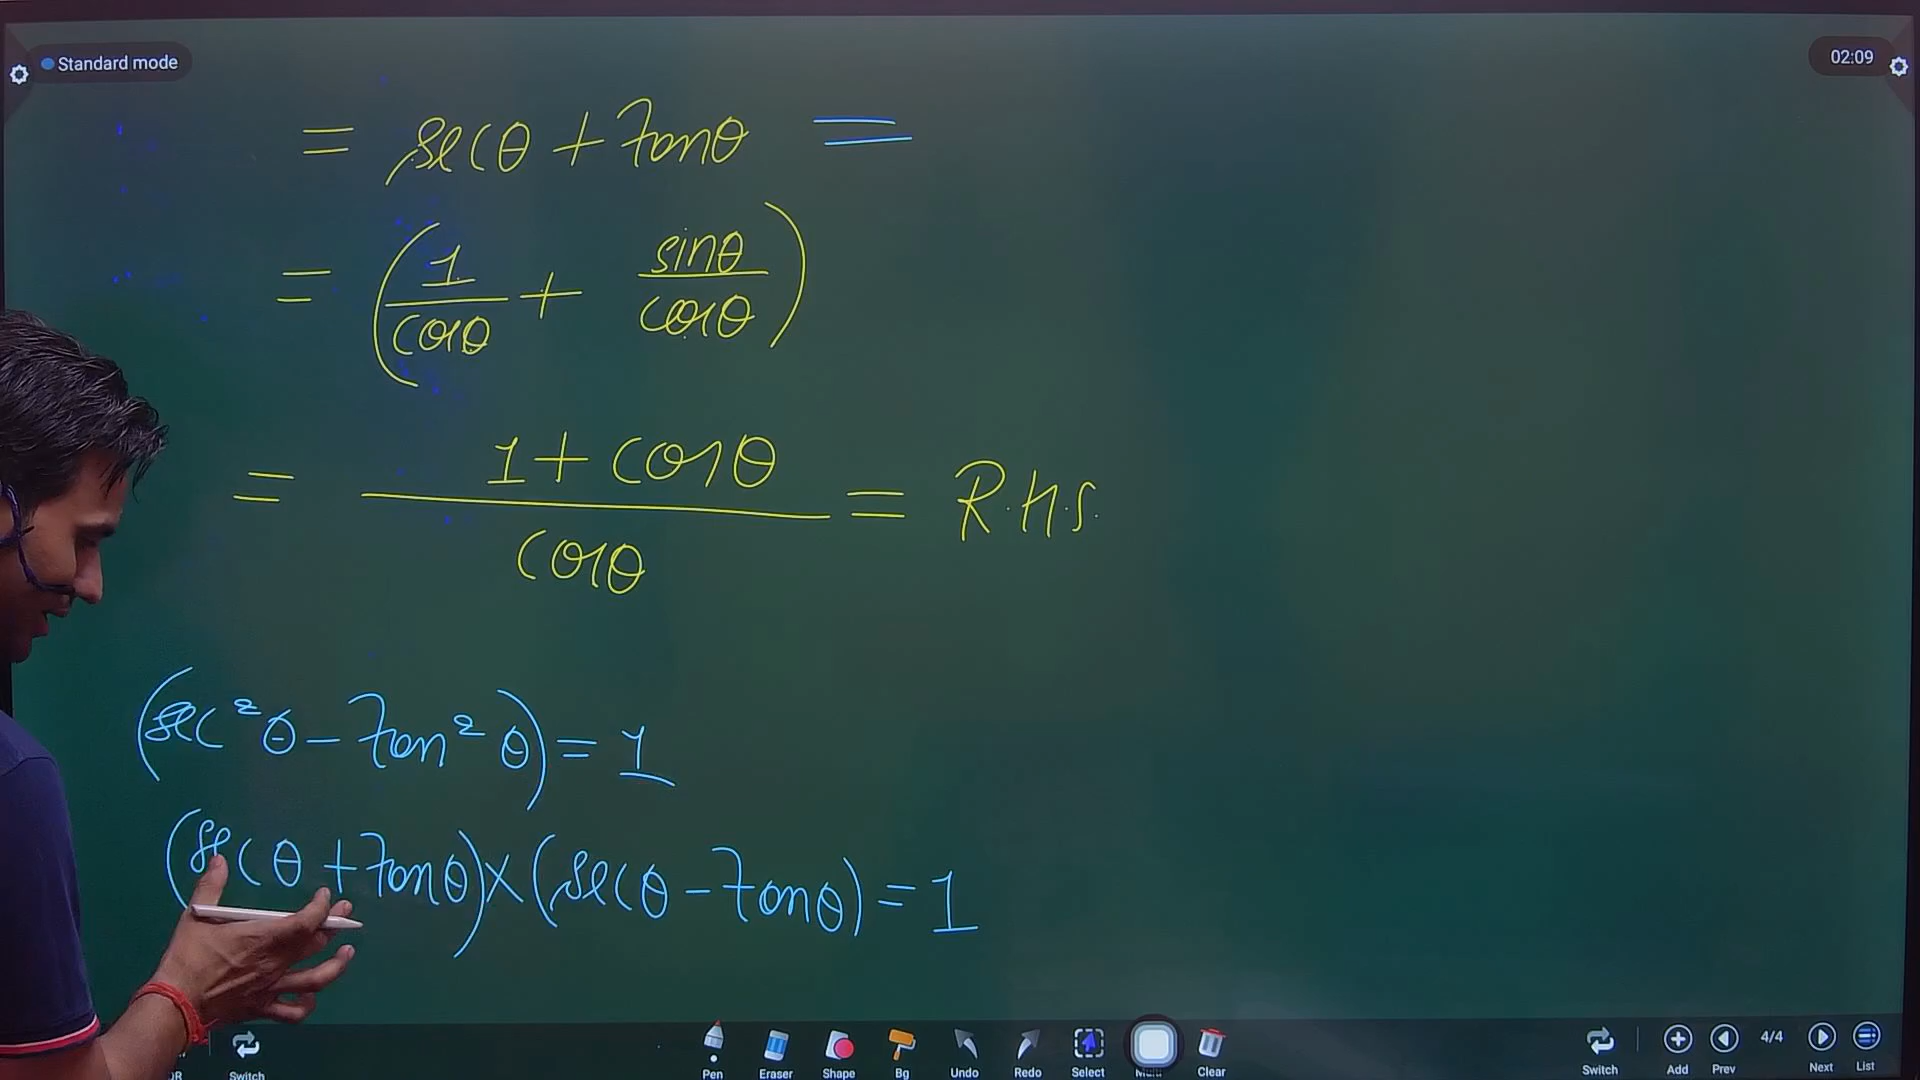 Standard mode
02:09
= secθ + tanθ =
= (1/cosθ + sinθ/cosθ)
= 1 + cosθ / cosθ = R.H.S.
(sec²θ - tan²θ) = 1
(secθ + tanθ) × (secθ - tanθ) = 1
Switch Pen Eraser Shape Bg Undo Redo Select Clear Switch Add Prev 4/4 Next List